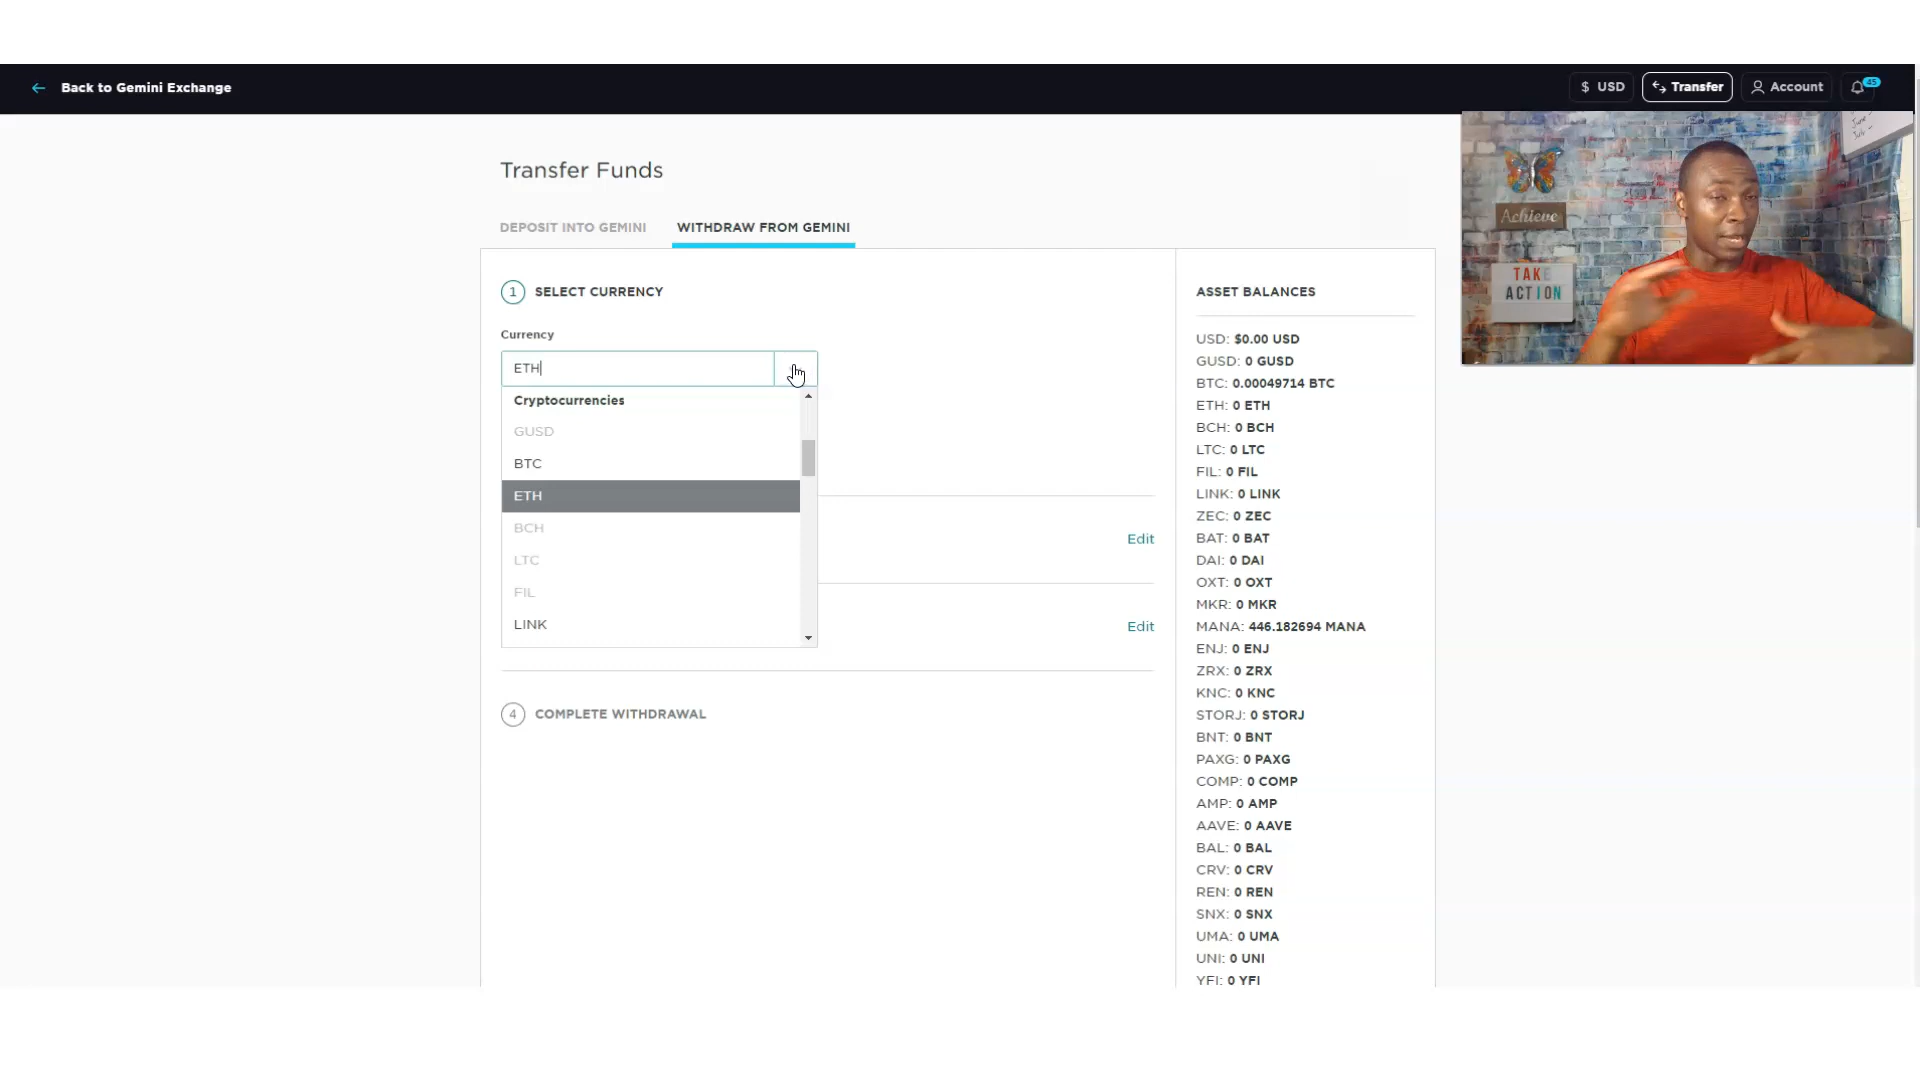 Back to Gemini Exchange
$ USD
Transfer
Account
45
June
July
Achieve
TAKE
ACTION
Transfer Funds
DEPOSIT INTO GEMINI
WITHDRAW FROM GEMINI
1 SELECT CURRENCY
Currency
ETH
Cryptocurrencies
GUSD
BTC
ETH
BCH
LTC
FIL
LINK
Edit
Edit
4 COMPLETE WITHDRAWAL
ASSET BALANCES
USD: $0.00 USD
GUSD: 0 GUSD
BTC: 0.00049714 BTC
ETH: 0 ETH
BCH: 0 BCH
LTC: 0 LTC
FIL: 0 FIL
LINK: 0 LINK
ZEC: 0 ZEC
BAT: 0 BAT
DAI: 0 DAI
OXT: 0 OXT
MKR: 0 MKR
MANA: 446.182694 MANA
ENJ: 0 ENJ
ZRX: 0 ZRX
KNC: 0 KNC
STORJ: 0 STORJ
BNT: 0 BNT
PAXG: 0 PAXG
COMP: 0 COMP
AMP: 0 AMP
AAVE: 0 AAVE
BAL: 0 BAL
CRV: 0 CRV
REN: 0 REN
SNX: 0 SNX
UMA: 0 UMA
UNI: 0 UNI
YFI: 0 YFI